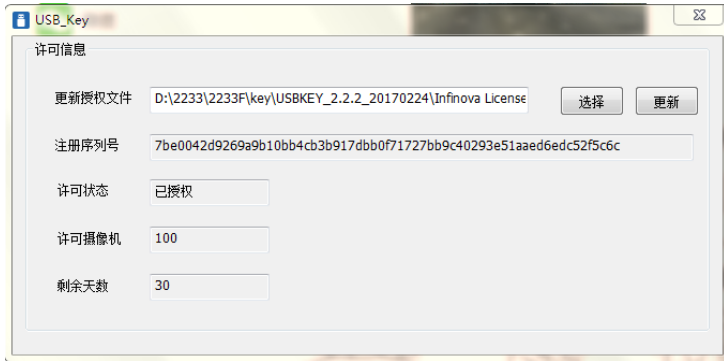 USB_Key
许可信息
更新授权文件 D:\2233\2233F\key\USBKEY_2.2.2_20170224\Infinova License 选择 更新
注册序列号 7be0042d9269a9b10bb4cb3b917dbb0f71727bb9c40293e51aaed6edc52f5c6c
许可状态 已授权
许可摄像机 100
剩余天数 30